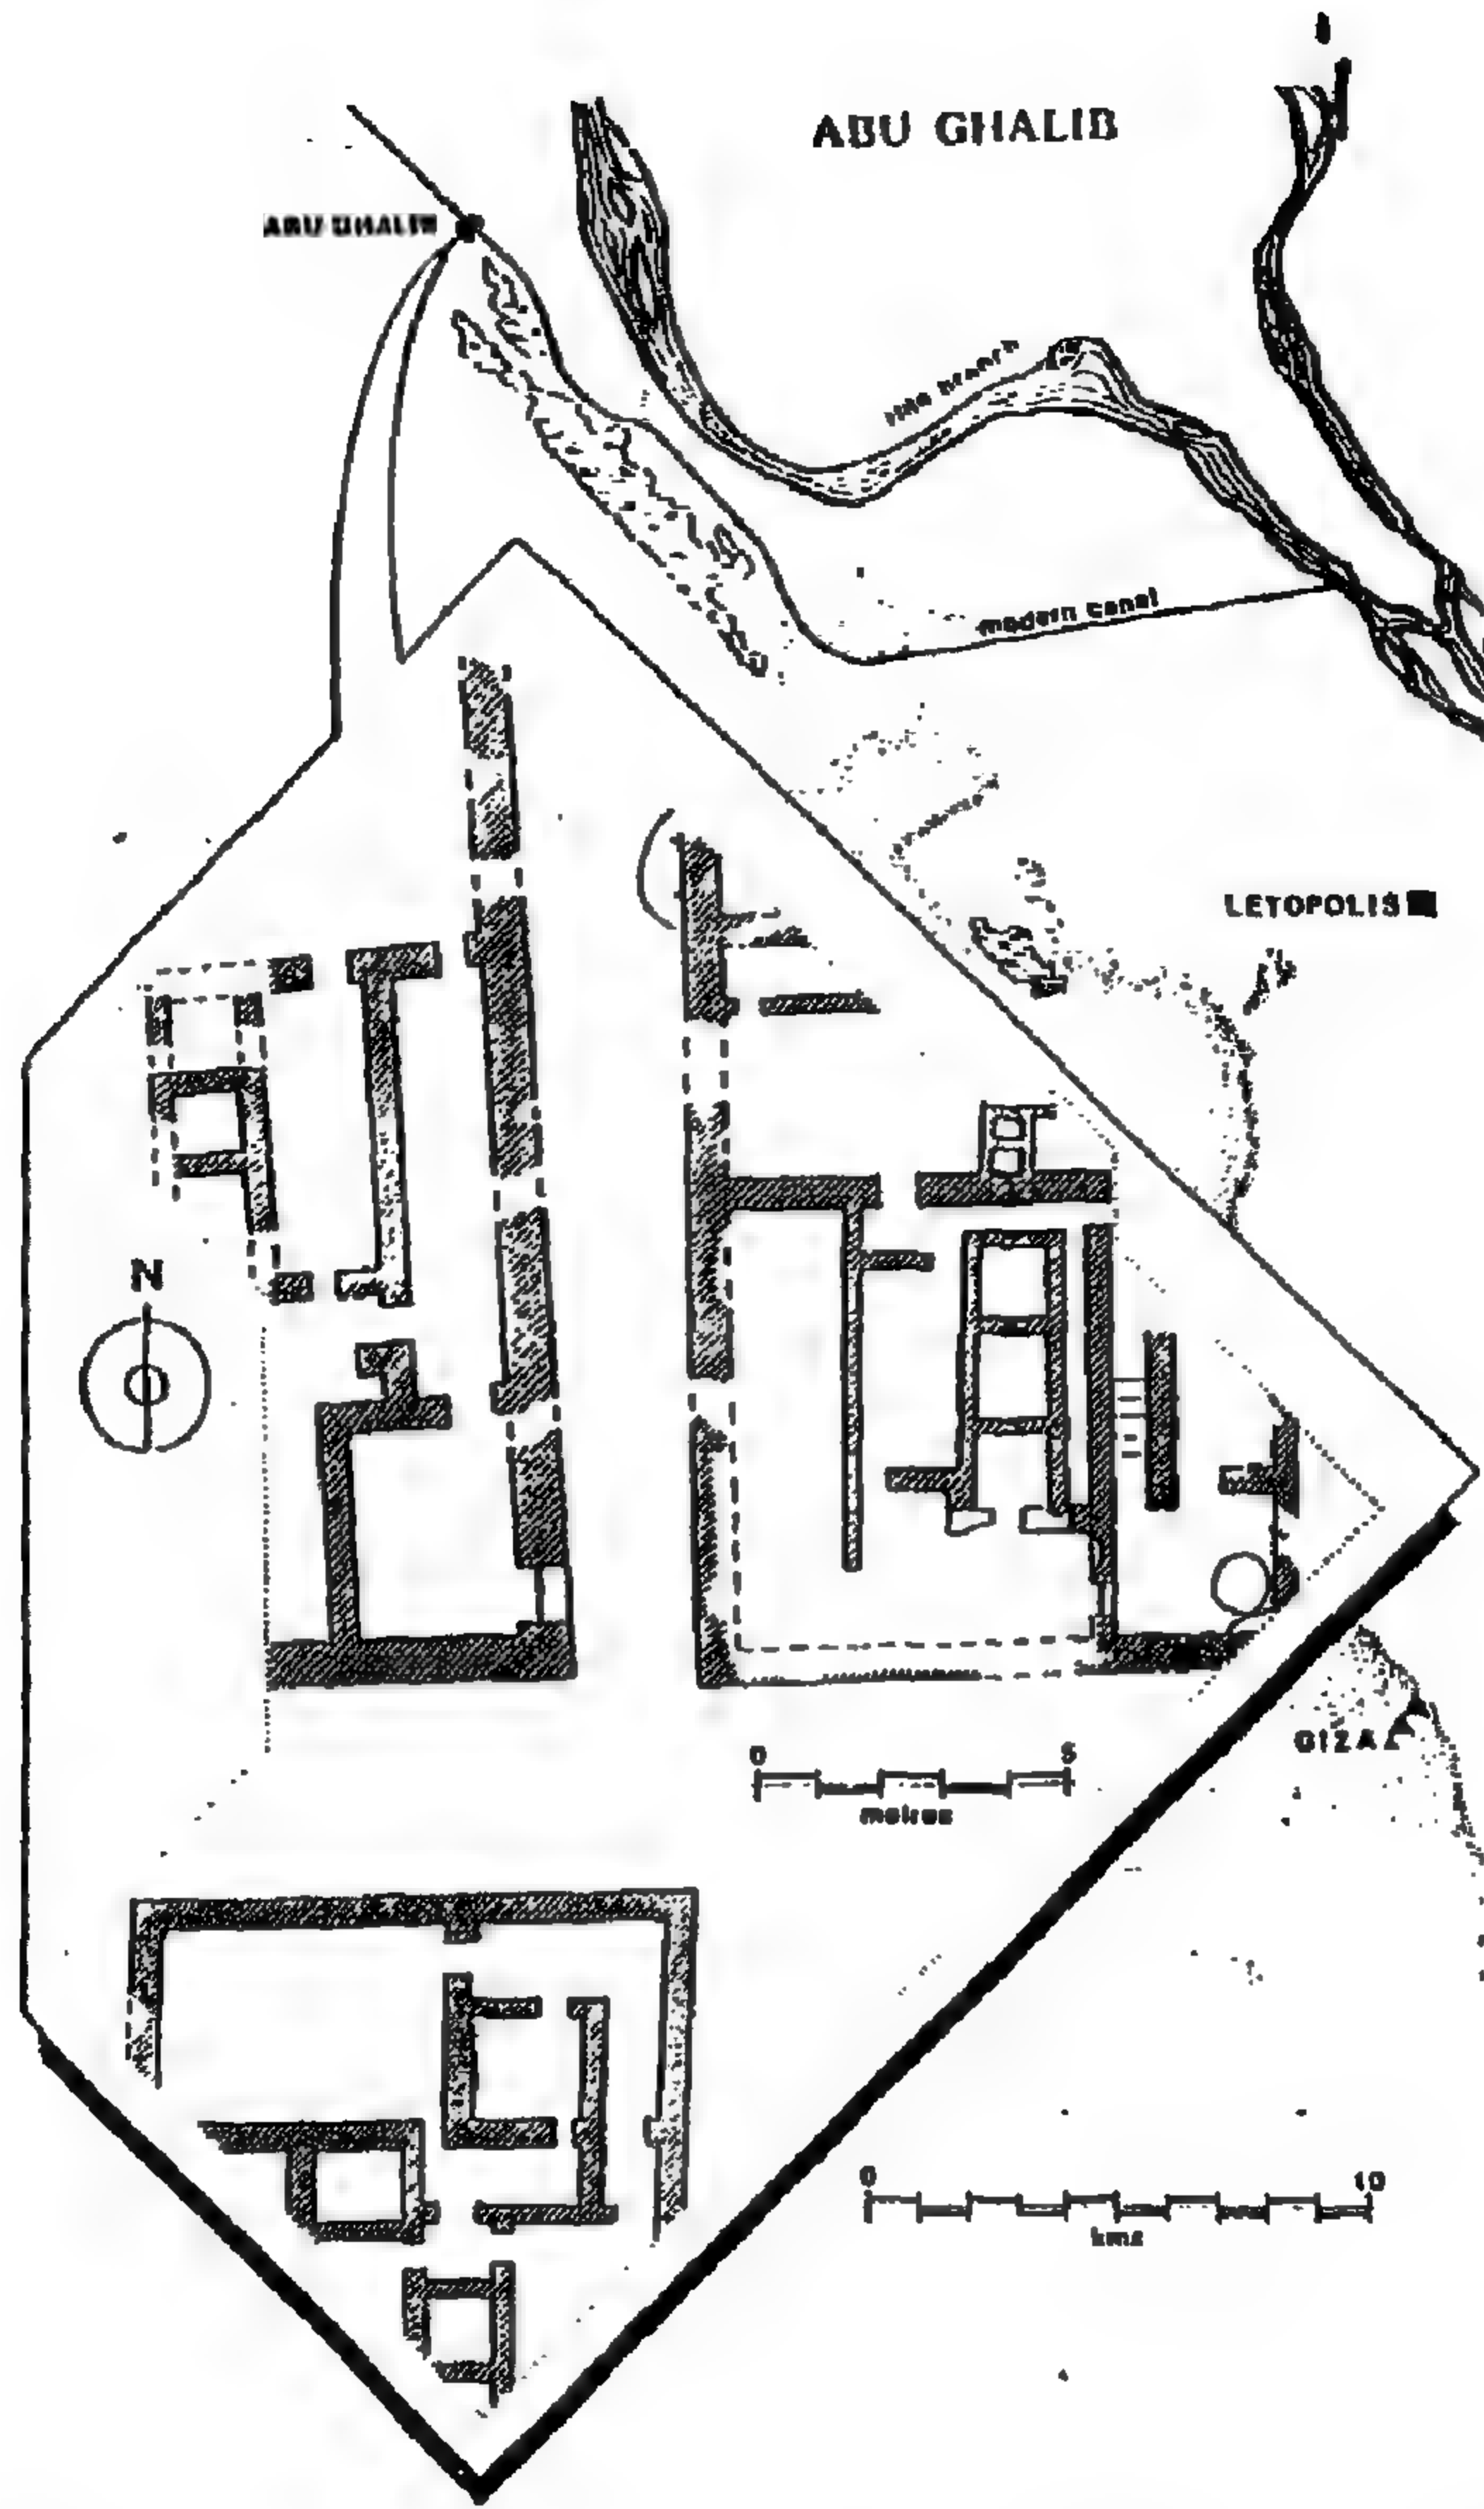 ABU GHALIB
ABU GHALIB
Nile branch
modern canal
LETOPOLIS
N
GIZA
0 5
metres
0 10
kms